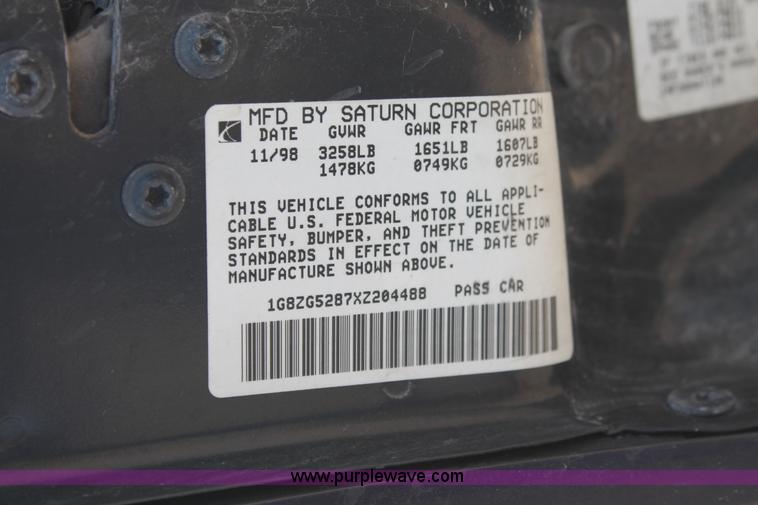 MFD BY SATURN CORPORATION
DATE GVWR GAWR FRT GAWR RR
11/98 3258LB 1651LB 1607LB
1478KG 0749KG 0729KG
THIS VEHICLE CONFORMS TO ALL APPLI-
CABLE U.S. FEDERAL MOTOR VEHICLE
SAFETY, BUMPER, AND THEFT PREVENTION
STANDARDS IN EFFECT ON THE DATE OF
MANUFACTURE SHOWN ABOVE.
1G8ZG5287XZ204488 PASS CAR
www.purplewave.com